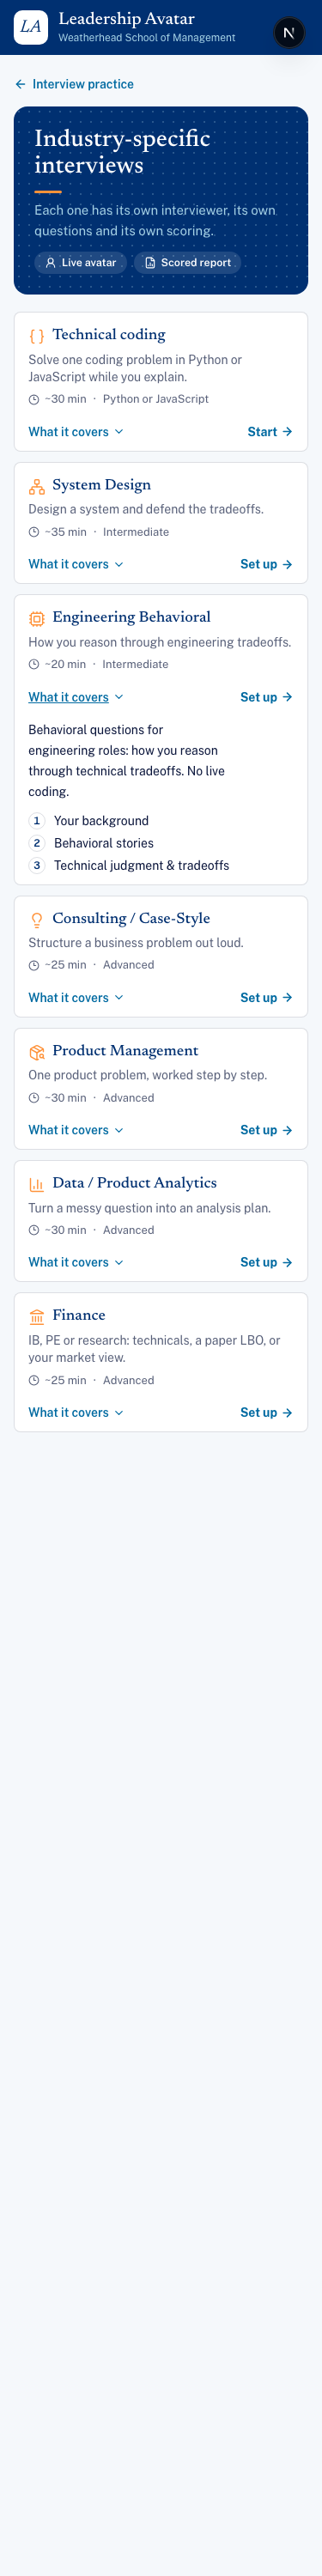 LA
Leadership Avatar
Weatherhead School of Management
N
← Interview practice
Industry-specific
interviews
Each one has its own interviewer, its own
questions and its own scoring.
Live avatar
Scored report
Technical coding
Solve one coding problem in Python or
JavaScript while you explain.
~30 min · Python or JavaScript
What it covers
Start →
System Design
Design a system and defend the tradeoffs.
~35 min · Intermediate
What it covers
Set up →
Engineering Behavioral
How you reason through engineering tradeoffs.
~20 min · Intermediate
What it covers
Set up →
Behavioral questions for
engineering roles: how you reason
through technical tradeoffs. No live
coding.
1 Your background
2 Behavioral stories
3 Technical judgment & tradeoffs
Consulting / Case-Style
Structure a business problem out loud.
~25 min · Advanced
What it covers
Set up →
Product Management
One product problem, worked step by step.
~30 min · Advanced
What it covers
Set up →
Data / Product Analytics
Turn a messy question into an analysis plan.
~30 min · Advanced
What it covers
Set up →
Finance
IB, PE or research: technicals, a paper LBO, or
your market view.
~25 min · Advanced
What it covers
Set up →